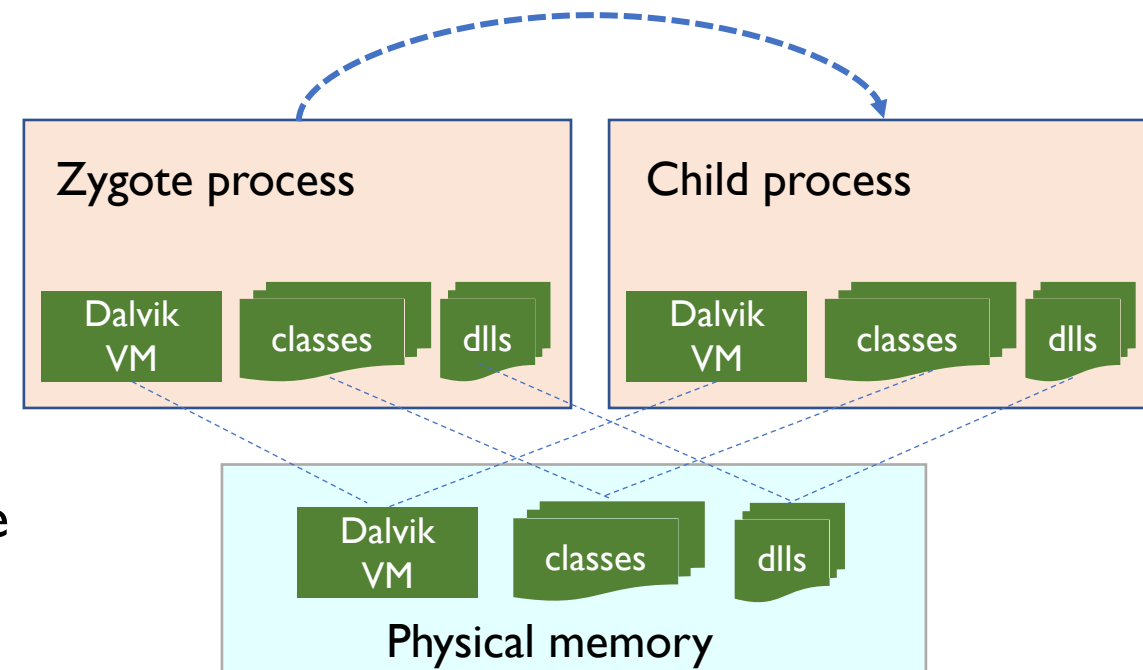 Zygote process
Child process
Dalvik
VM
classes
dlls
Dalvik
VM
classes
dlls
e
Dalvik
VM
classes
dlls
Physical memory